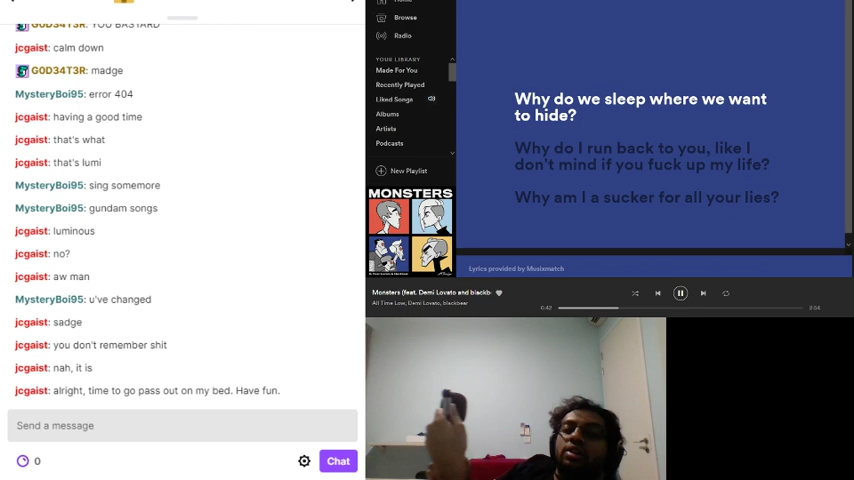 G0D34T3R: YOU BASTARD
jcgaist: calm down
G0D34T3R: madge
MysteryBoi95: error 404
jcgaist: having a good time
jcgaist: that's what
jcgaist: that's lumi
MysteryBoi95: sing somemore
MysteryBoi95: gundam songs
jcgaist: luminous
jcgaist: no?
jcgaist: aw man
MysteryBoi95: u've changed
jcgaist: sadge
jcgaist: you don't remember shit
jcgaist: nah, it is
jcgaist: alright, time to go pass out on my bed. Have fun.
Send a message
0
Chat
Browse
Radio
YOUR LIBRARY
Made For You
Recently Played
Liked Songs
Albums
Artists
Podcasts
New Playlist
MONSTERS
Why do we sleep where we want
to hide?
Why do I run back to you, like I
don't mind if you fuck up my life?
Why am I a sucker for all your lies?
Lyrics provided by Musixmatch
Monsters (feat. Demi Lovato and blackb
All Time Low, Demi Lovato, blackbear
0:42
2:54